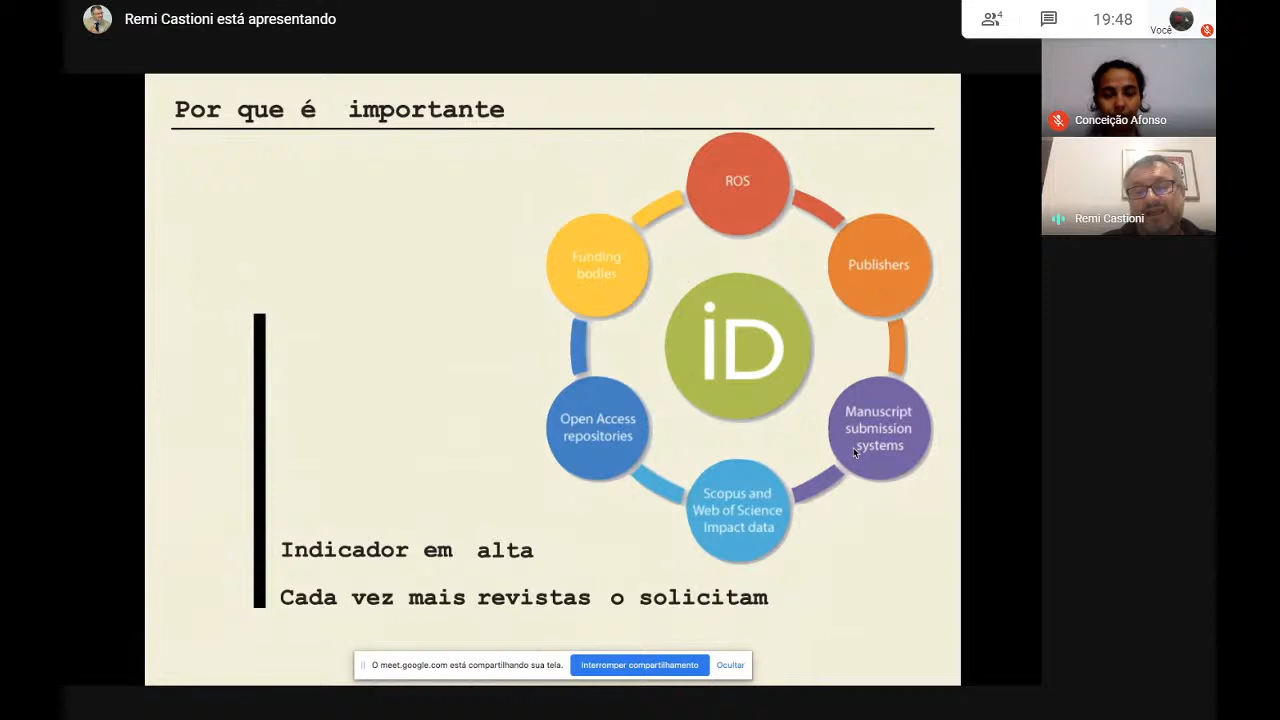 Remi Castioni está apresentando
4
19:48
Você
Conceição Afonso
Remi Castioni
Por que é importante
ROS
Publishers
Manuscript
submission
systems
Scopus and
Web of Science
Impact data
Open Access
repositories
Funding
bodies
iD
Indicador em alta
Cada vez mais revistas o solicitam
O meet.google.com está compartilhando sua tela.
Interromper compartilhamento
Ocultar